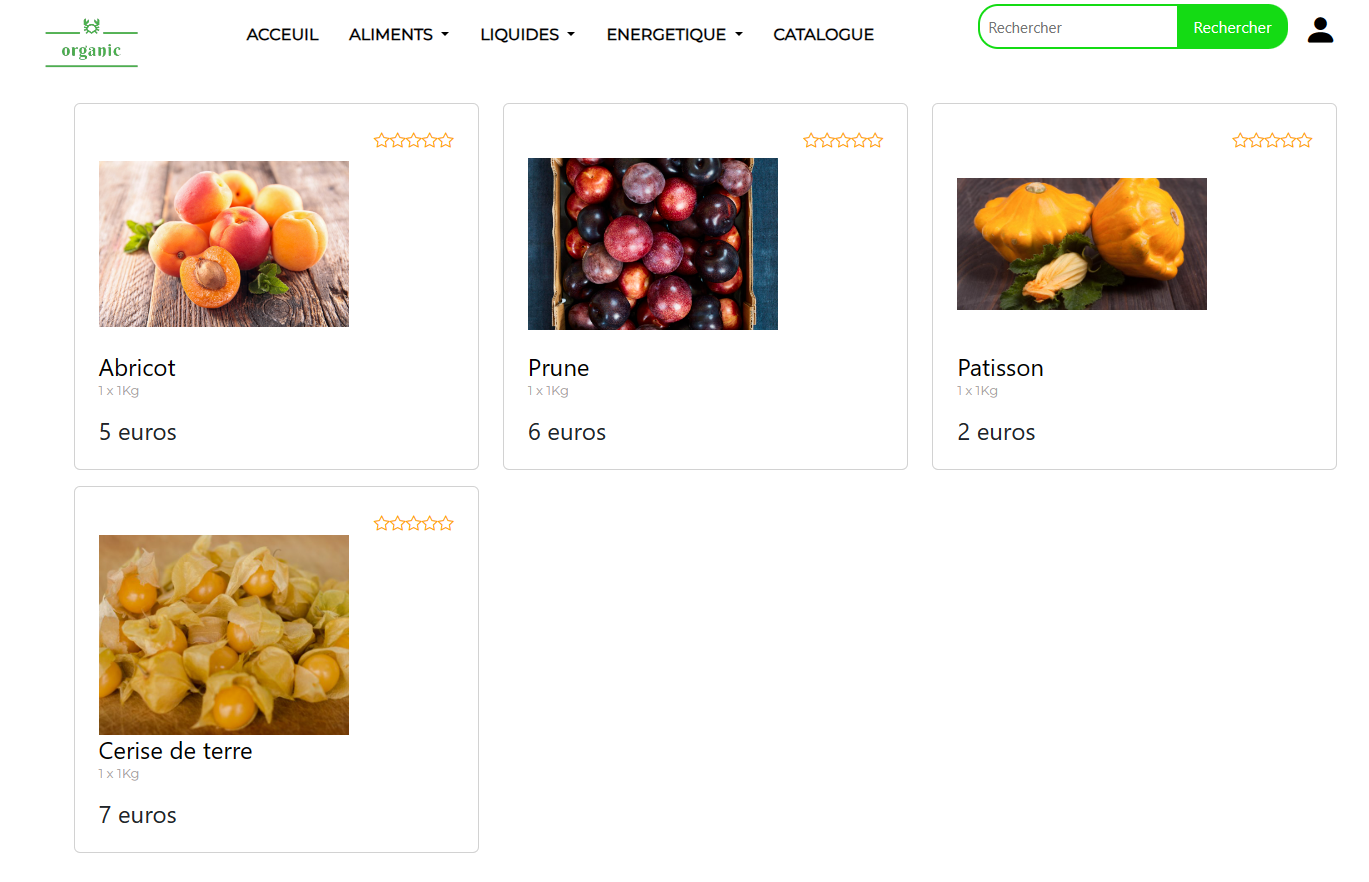 organic
ACCEUIL ALIMENTS LIQUIDES ENERGETIQUE CATALOGUE
Rechercher Rechercher
Abricot
1 x 1Kg
5 euros
Prune
1 x 1Kg
6 euros
Patisson
1 x 1Kg
2 euros
Cerise de terre
1 x 1Kg
7 euros